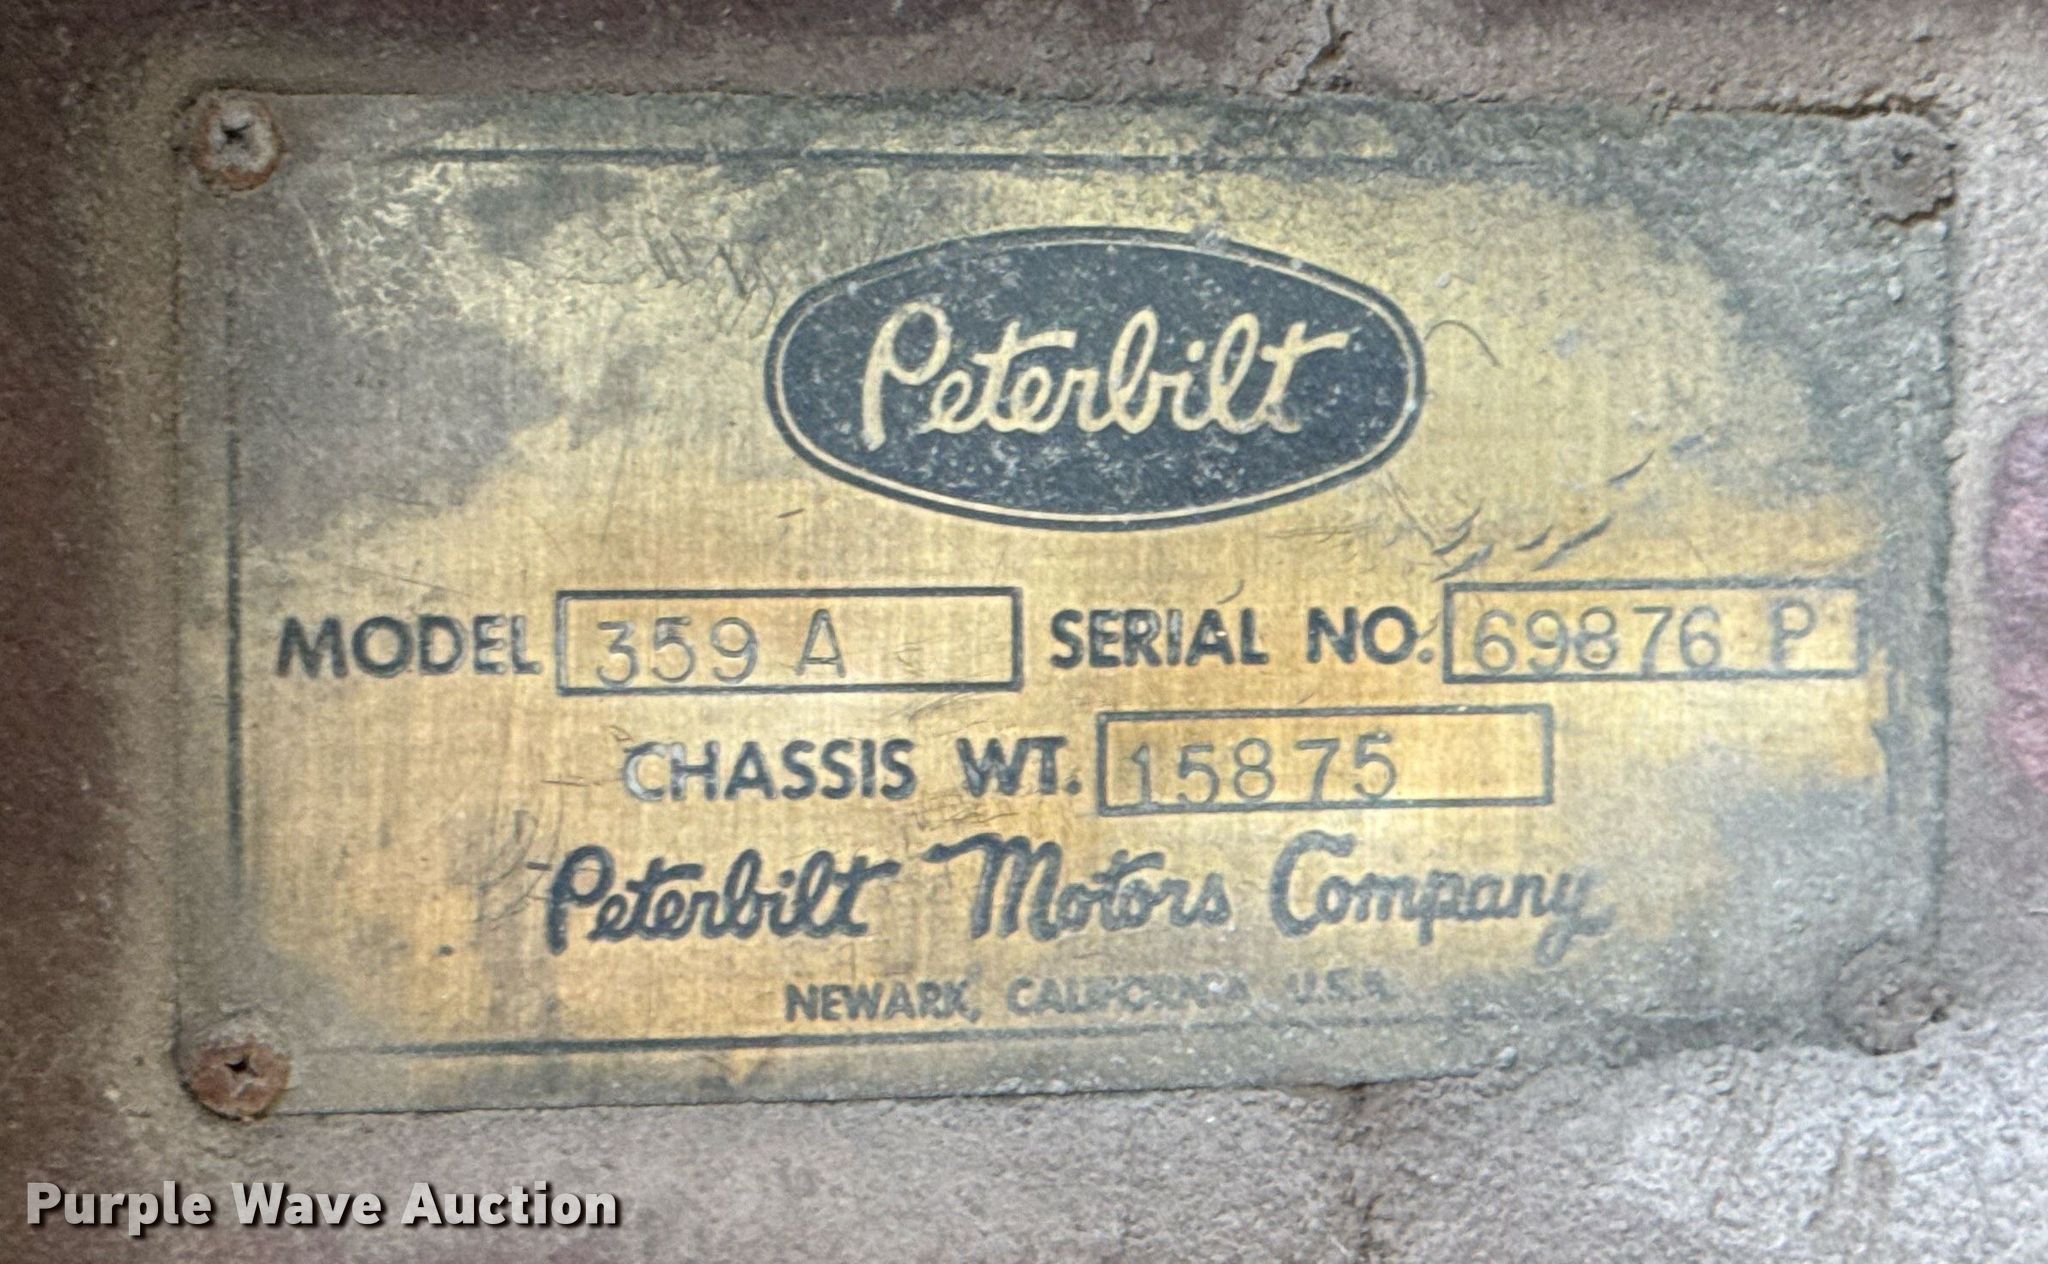 Peterbilt
MODEL 359 A SERIAL NO. 69876 P
CHASSIS WT. 15875
Peterbilt Motors Company
NEWARK, CALIFORNIA U.S.A.
Purple Wave Auction